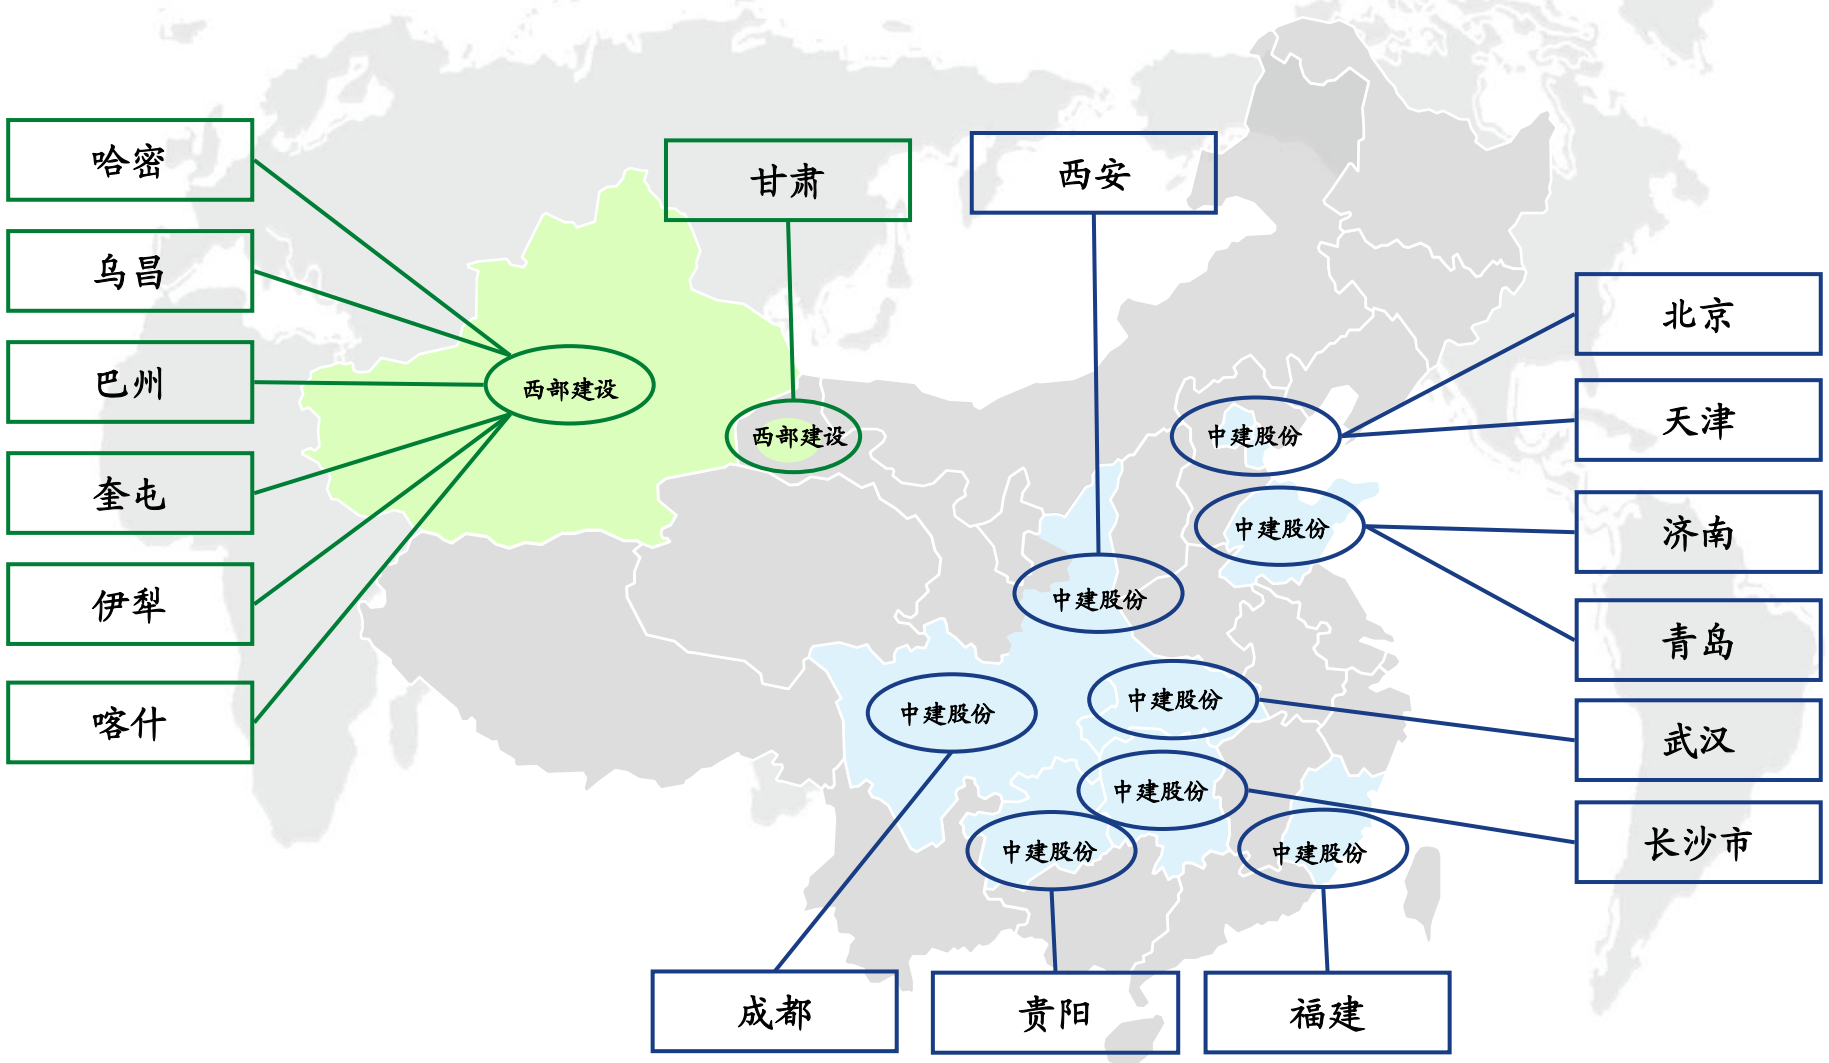 哈密
甘肃
西安
乌昌
北京
巴州
西部建设
天津
西部建设
中建股份
奎屯
中建股份
济南
伊犁
中建股份
青岛
喀什
中建股份
中建股份
武汉
中建股份
长沙市
中建股份
中建股份
成都
贵阳
福建